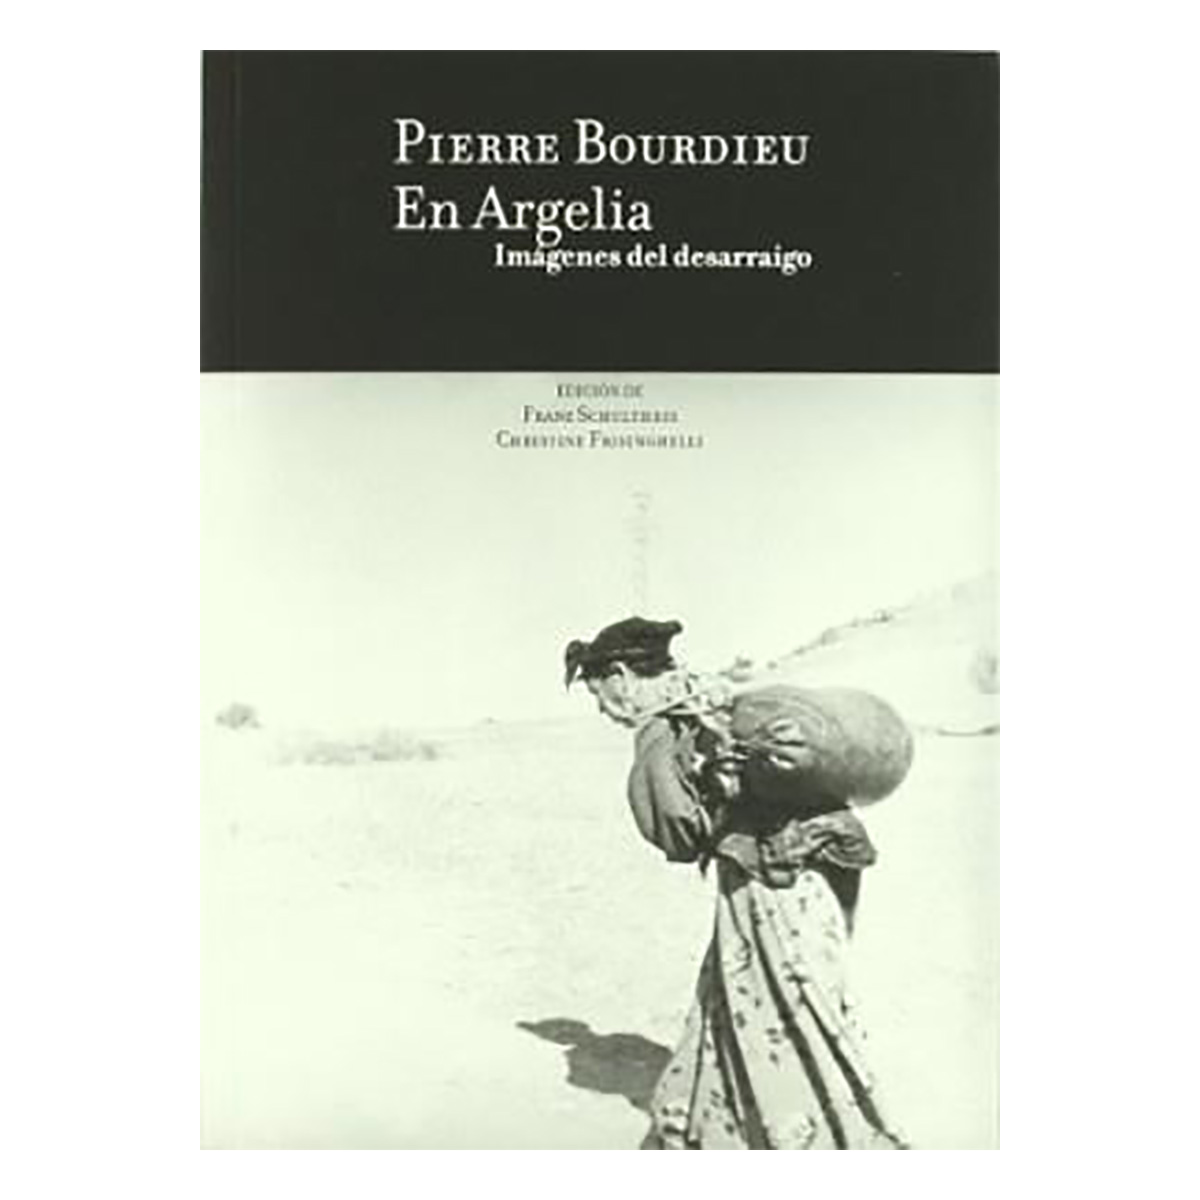 PIERRE BOURDIEU
En Argelia
Imágenes del desarraigo
EDICIÓN DE
FRANZ SCHULTHEIS
CHRISTINE FRISINGHELLI